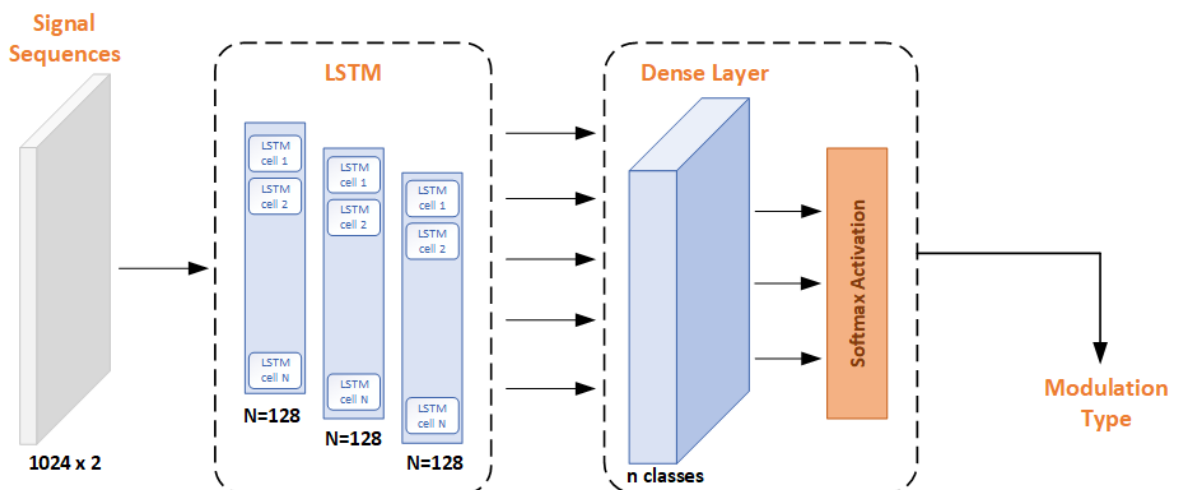 Signal
Sequences
1024 x 2
LSTM
LSTM
cell 1
LSTM
cell 2
LSTM
cell N
N=128
LSTM
cell 1
LSTM
cell 2
LSTM
cell N
N=128
LSTM
cell 1
LSTM
cell 2
LSTM
cell N
N=128
Dense Layer
n classes
Softmax Activation
Modulation
Type